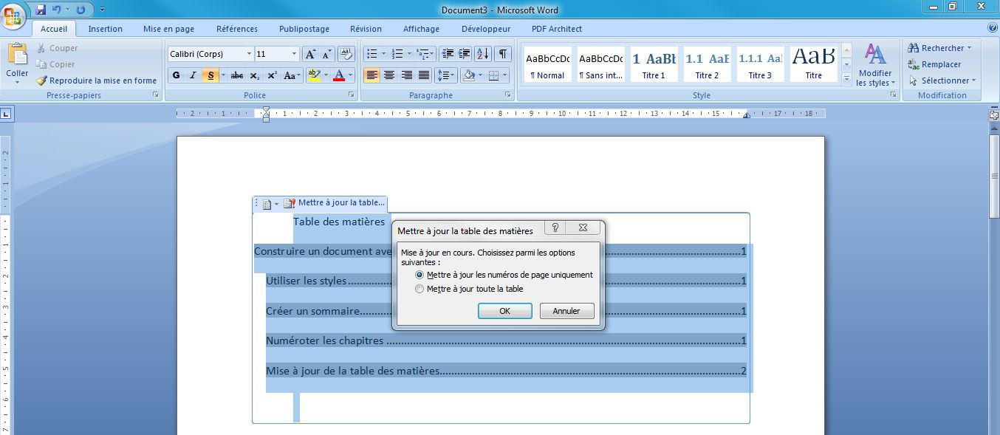 Document3 - Microsoft Word
Accueil Insertion Mise en page Références Publipostage Révision Affichage Développeur PDF Architect
Coller
Couper
Copier
Reproduire la mise en forme
Presse-papiers
Calibri (Corps) 11
G I S abc x₂ x² Aa
Police
Paragraphe
AaBbCcDc AaBbCcDc 1 AaBl 1.1 AaB 1.1.1 Aa AaB
¶ Normal ¶ Sans int... Titre 1 Titre 2 Titre 3 Titre
Modifier
les styles
Style
Rechercher
Remplacer
Sélectionner
Modification
2 1 1 2 3 4 5 6 7 8 9 10 11 12 13 14 15 17 18
Mettre à jour la table...
Table des matières
Construire un document ave 1
Utiliser les styles 1
Créer un sommaire 1
Numéroter les chapitres 1
Mise à jour de la table des matières 2
Mettre à jour la table des matières
Mise à jour en cours. Choisissez parmi les options
suivantes :
Mettre à jour les numéros de page uniquement
Mettre à jour toute la table
OK Annuler